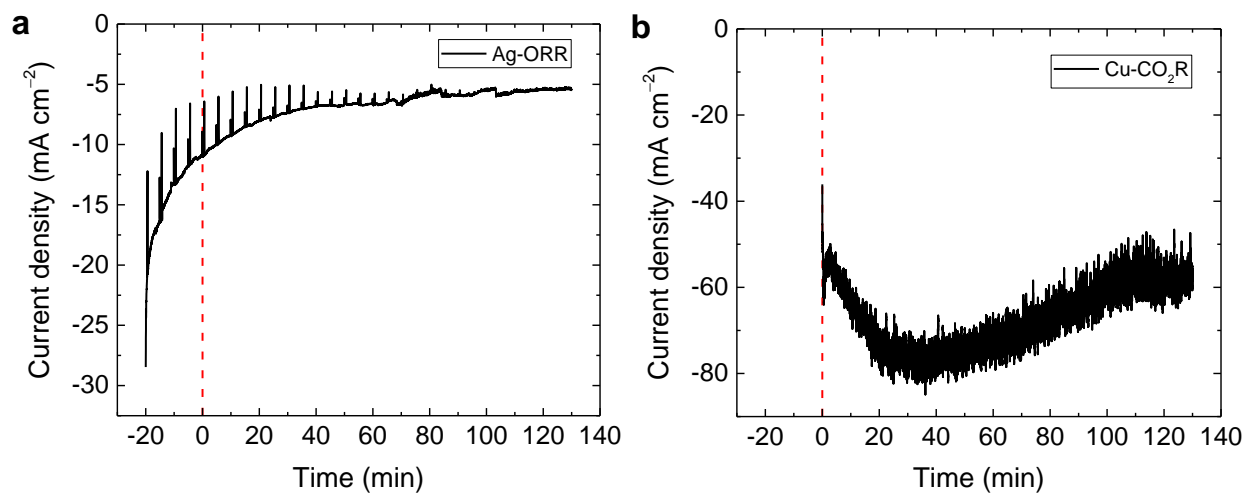 a
Ag-ORR
Current density (mA cm⁻²)
0
-5
-10
-15
-20
-25
-30
-20 0 20 40 60 80 100 120 140
Time (min)
b
Cu-CO₂R
Current density (mA cm⁻²)
0
-20
-40
-60
-80
-20 0 20 40 60 80 100 120 140
Time (min)